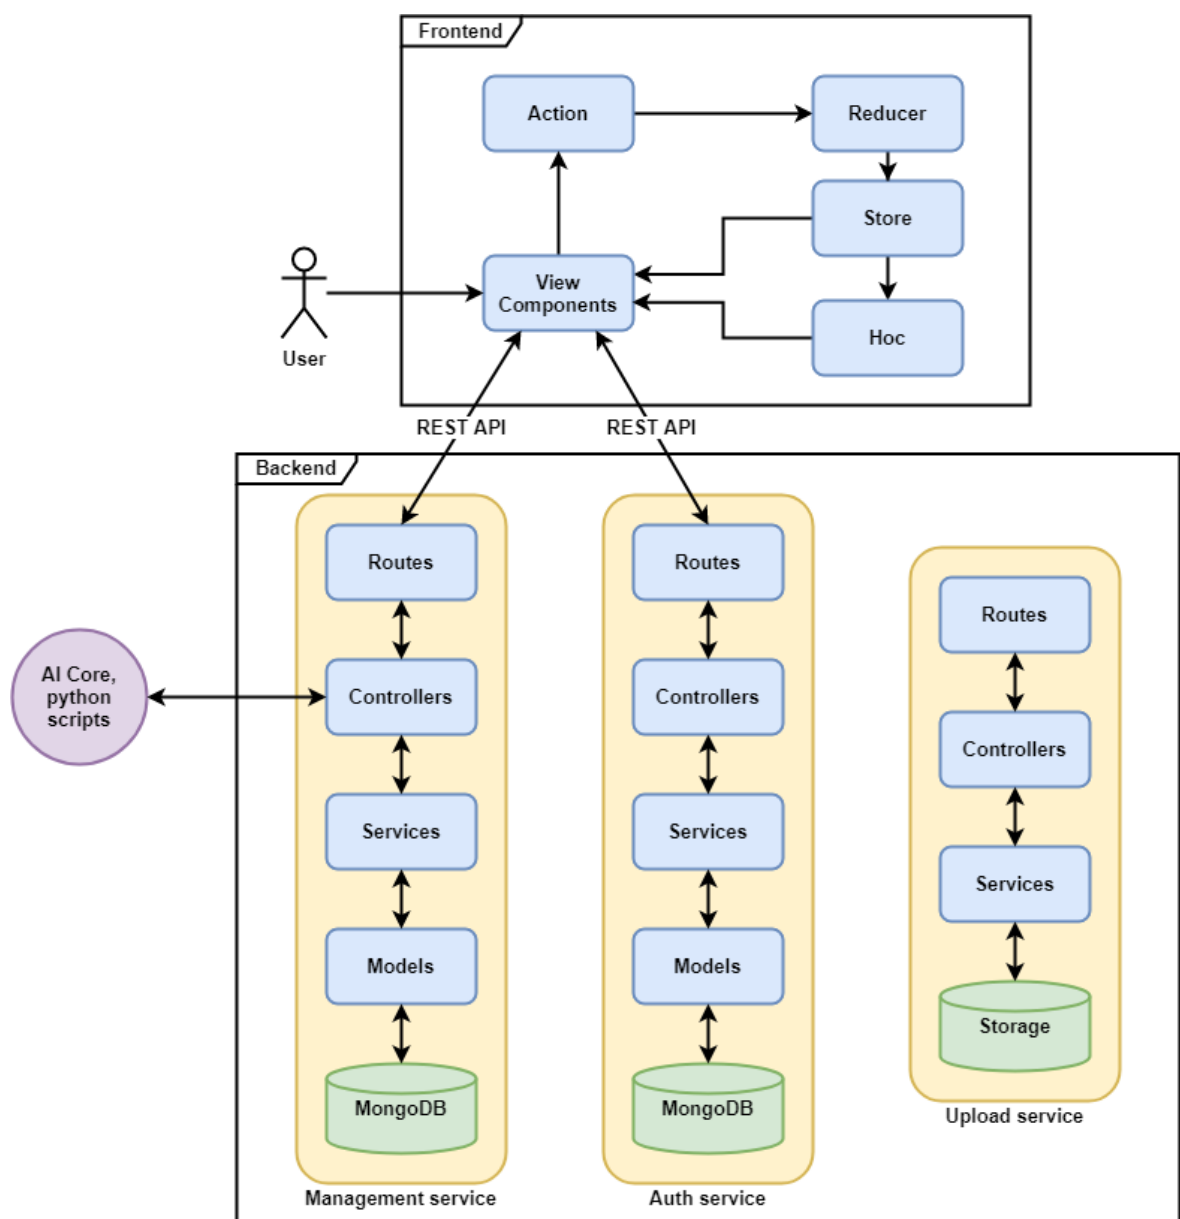 Frontend
Action
Reducer
Store
View
Components
Hoc
User
REST API
REST API
Backend
Routes
Routes
Routes
AI Core,
python
scripts
Controllers
Controllers
Controllers
Services
Services
Services
Models
Models
Storage
MongoDB
MongoDB
Upload service
Management service
Auth service